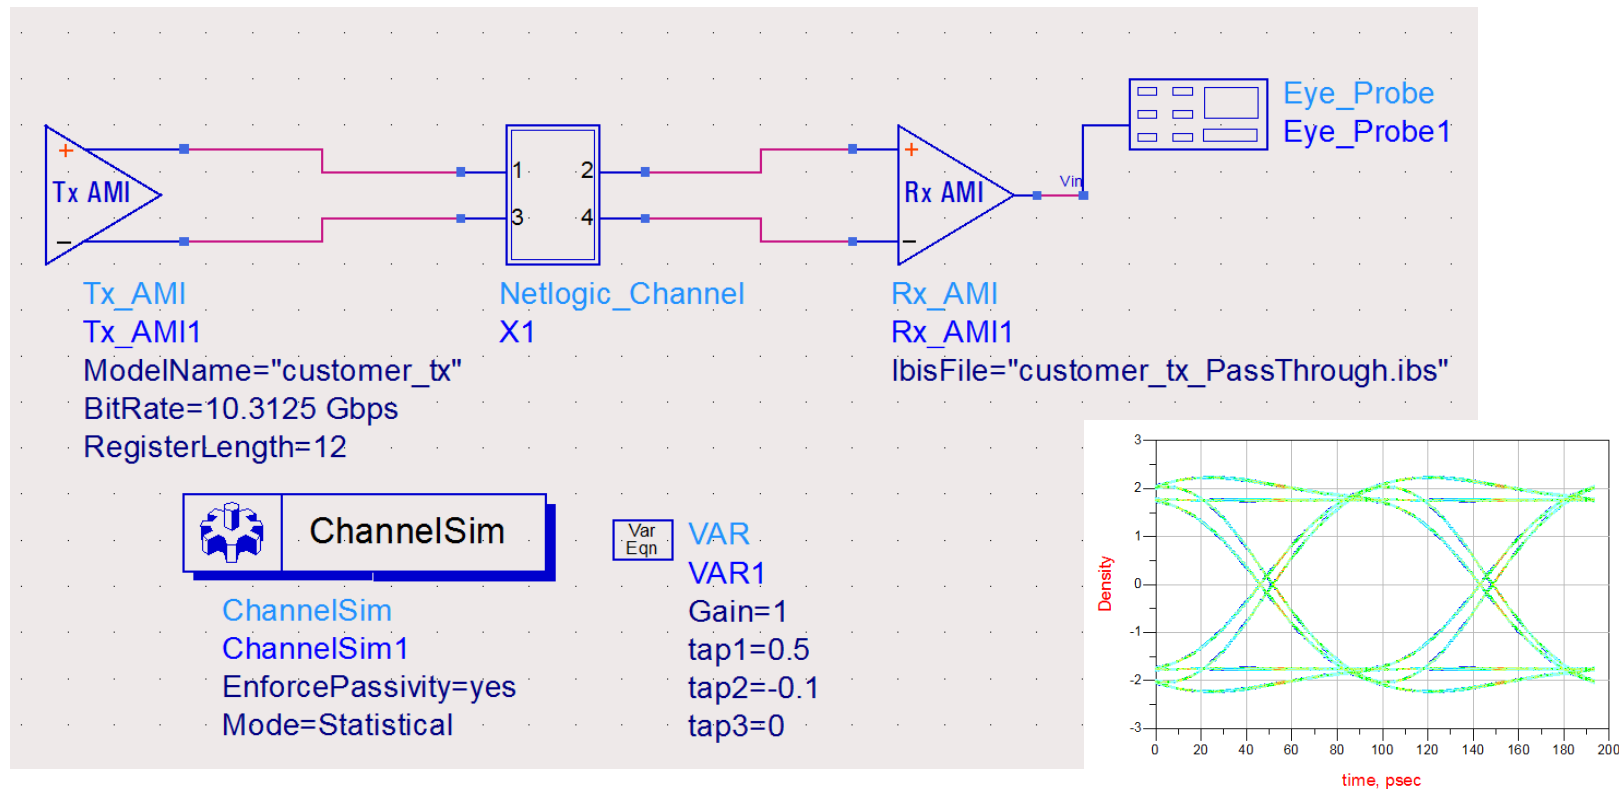 Eye_Probe
Eye_Probe1
+
Tx AMI
−
1
2
3
4
+
Rx AMI
−
Vin
Tx_AMI
Tx_AMI1
ModelName="customer_tx"
BitRate=10.3125 Gbps
RegisterLength=12
Netlogic_Channel
X1
Rx_AMI
Rx_AMI1
IbisFile="customer_tx_PassThrough.ibs"
ChannelSim
ChannelSim
ChannelSim1
EnforcePassivity=yes
Mode=Statistical
Var
Eqn
VAR
VAR1
Gain=1
tap1=0.5
tap2=-0.1
tap3=0
Density
3
2
1
0
-1
-2
-3
0 20 40 60 80 100 120 140 160 180 200
time, psec